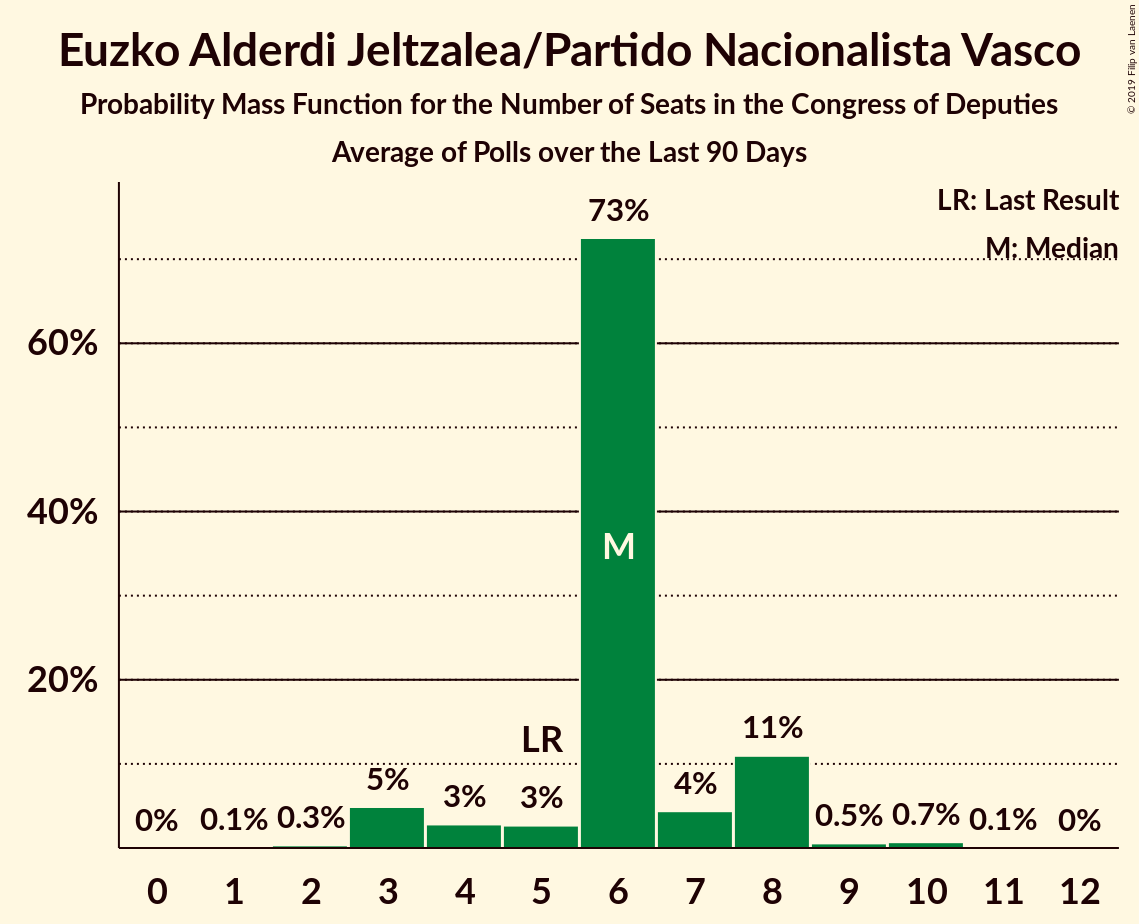 Euzko Alderdi Jeltzalea/Partido Nacionalista Vasco
Probability Mass Function for the Number of Seats in the Congress of Deputies
Average of Polls over the Last 90 Days
© 2019 Filip van Laenen
LR: Last Result
M: Median
60%
40%
20%
0% 0.1% 0.3% 5% 3% 3% 73% 4% 11% 0.5% 0.7% 0.1% 0%
LR
M
0 1 2 3 4 5 6 7 8 9 10 11 12